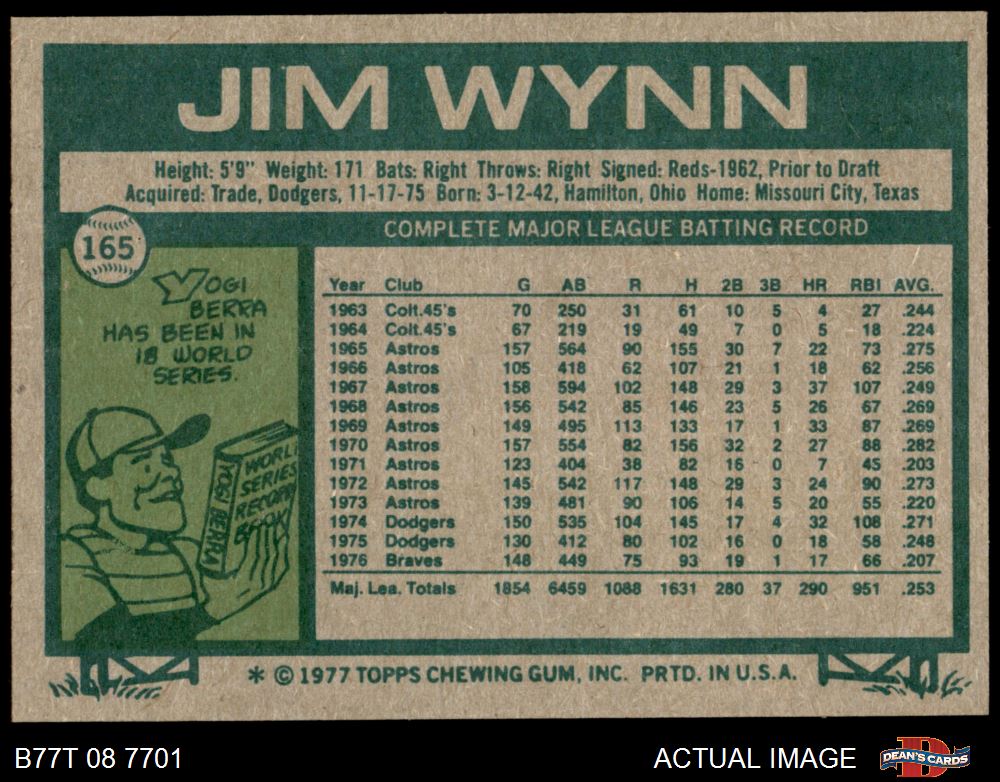 JIM WYNN
Height: 5'9" Weight: 171 Bats: Right Throws: Right Signed: Reds-1962, Prior to Draft
Acquired: Trade, Dodgers, 11-17-75 Born: 3-12-42, Hamilton, Ohio Home: Missouri City, Texas
165
COMPLETE MAJOR LEAGUE BATTING RECORD
YOGI
BERRA
HAS BEEN IN
18 WORLD
SERIES.
WORLD
SERIES
RECORD
BOOK
YOGI BERRA
Year Club G AB R H 2B 3B HR RBI AVG.
1963 Colt.45's 70 250 31 61 10 5 4 27 .244
1964 Colt.45's 67 219 19 49 7 0 5 18 .224
1965 Astros 157 564 90 155 30 7 22 73 .275
1966 Astros 105 418 62 107 21 1 18 62 .256
1967 Astros 158 594 102 148 29 3 37 107 .249
1968 Astros 156 542 85 146 23 5 26 67 .269
1969 Astros 149 495 113 133 17 1 33 87 .269
1970 Astros 157 554 82 156 32 2 27 88 .282
1971 Astros 123 404 38 82 16 0 7 45 .203
1972 Astros 145 542 117 148 29 3 24 90 .273
1973 Astros 139 481 90 106 14 5 20 55 .220
1974 Dodgers 150 535 104 145 17 4 32 108 .271
1975 Dodgers 130 412 80 102 16 0 18 58 .248
1976 Braves 148 449 75 93 19 1 17 66 .207
Maj. Lea. Totals 1854 6459 1088 1631 280 37 290 951 .253
* © 1977 TOPPS CHEWING GUM, INC. PRTD. IN U.S.A.
B77T 08 7701
ACTUAL IMAGE
D
DEAN'S CARDS